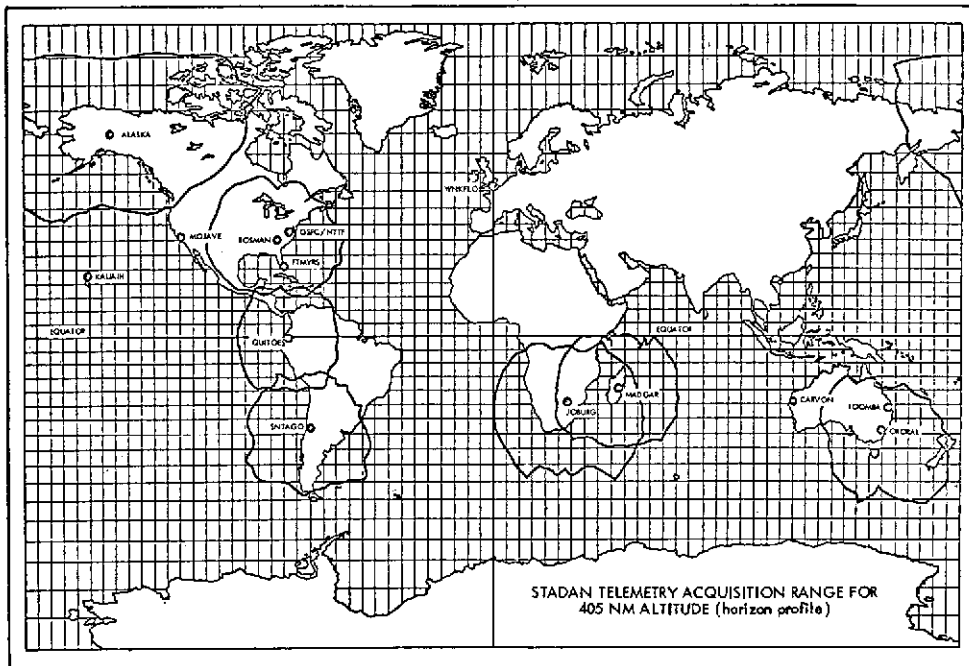 ALASKA
WNKFLD
MOJAVE
ROSMAN
GSFC/NTTF
FTMYRS
KAUAIH
EQUATOR
EQUATOR
QUITOE
MADGAR
JOBURG
CARVON
TOOMBA
ORORAL
SNTAGO
STADAN TELEMETRY ACQUISITION RANGE FOR
405 NM ALTITUDE (horizon profile)